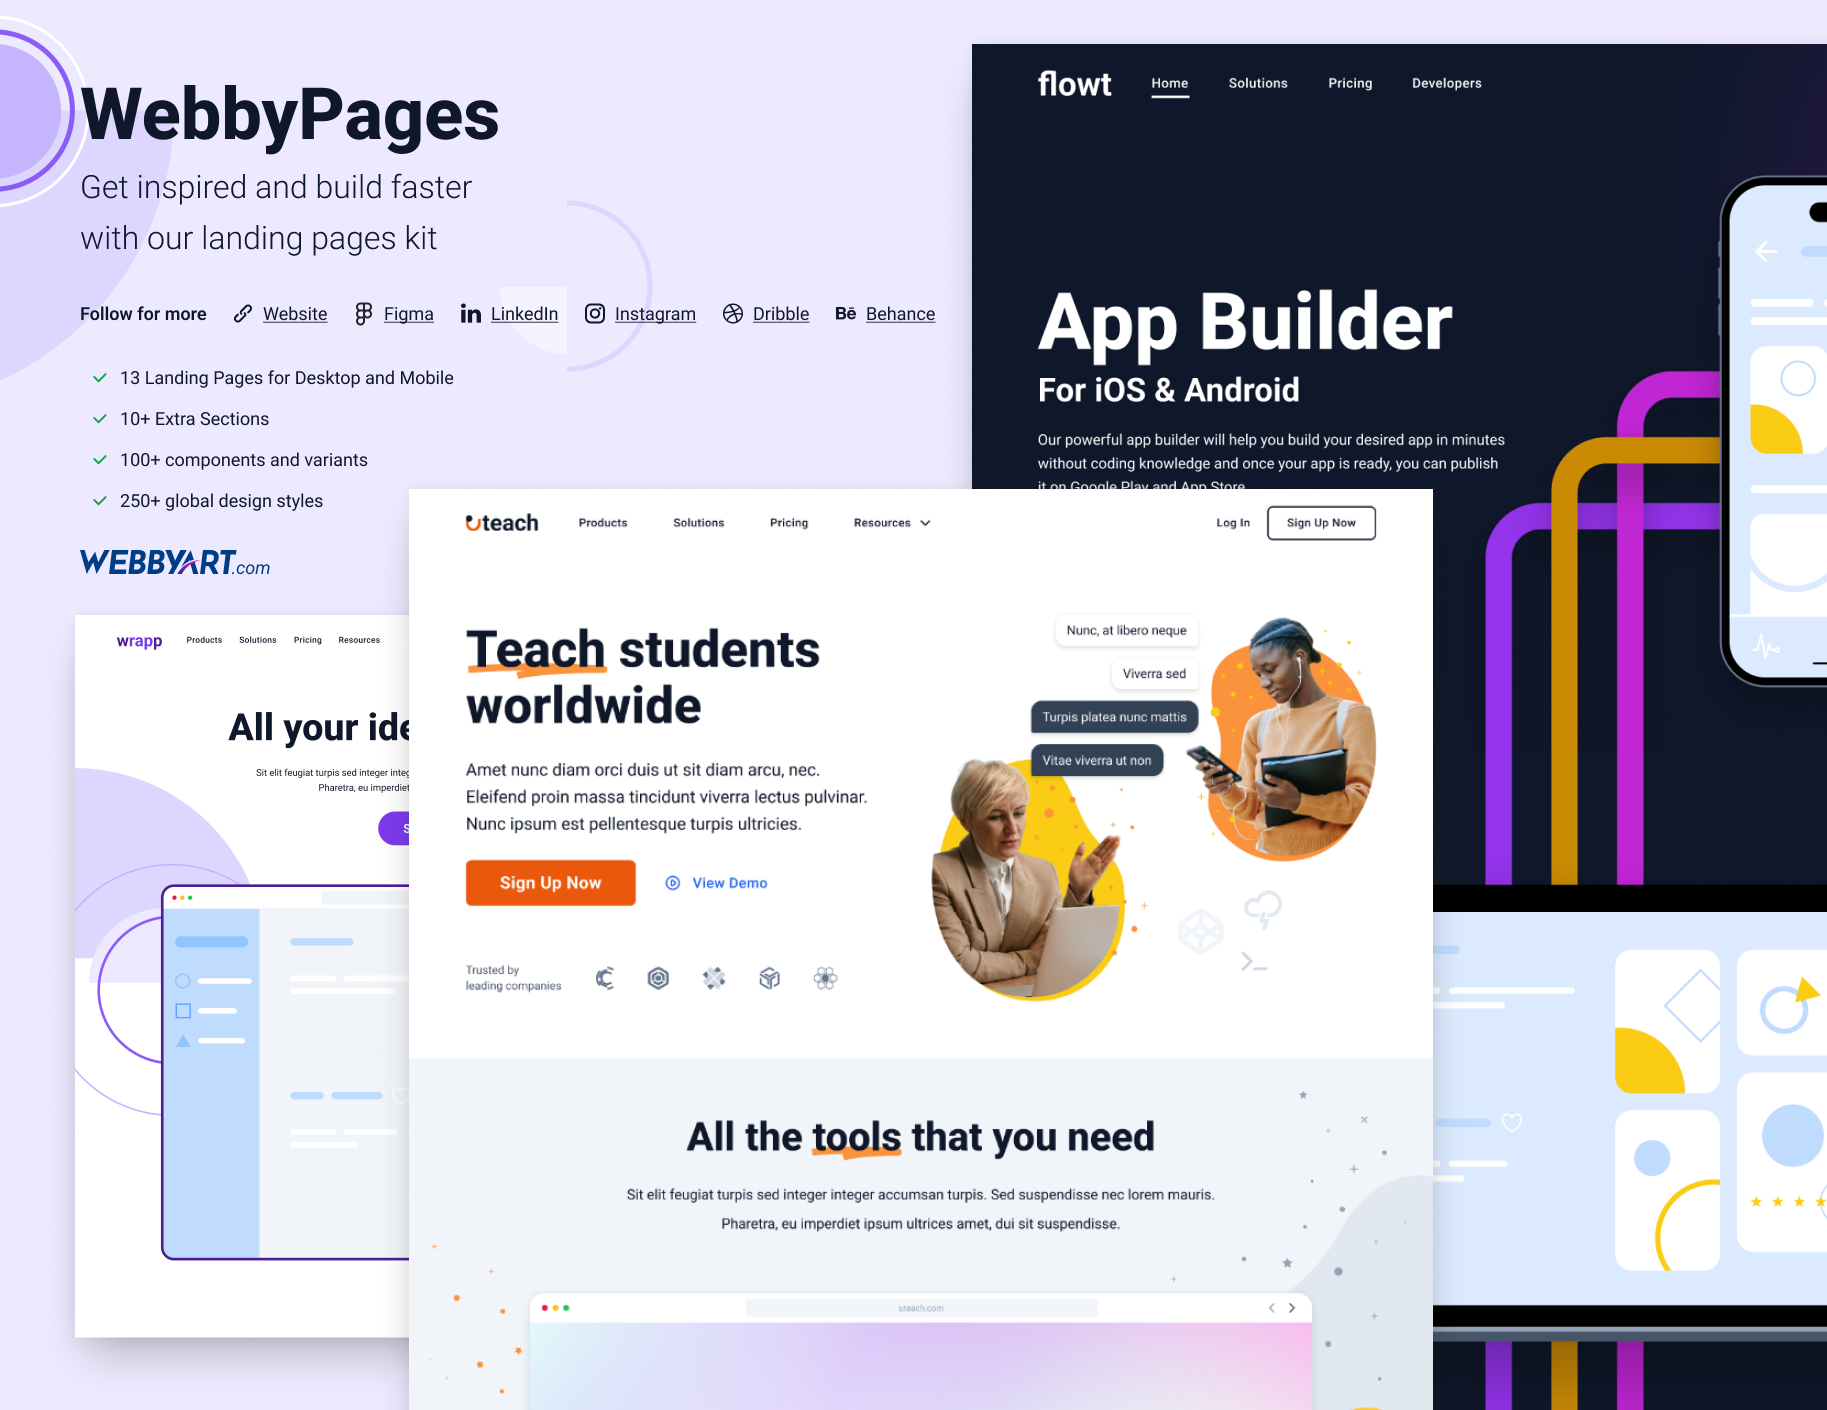 WebbyPages
Get inspired and build faster
with our landing pages kit
Follow for more Website Figma LinkedIn Instagram Dribble Behance
13 Landing Pages for Desktop and Mobile
10+ Extra Sections
100+ components and variants
250+ global design styles
WEBBYART.com
flowt Home Solutions Pricing Developers
App Builder
For iOS & Android
Our powerful app builder will help you build your desired app in minutes
without coding knowledge and once your app is ready, you can publish
it on Google Play and App Store
wrapp Products Solutions Pricing Resources
All your ide
Sit elit feugiat turpis sed integer integ
Pharetra, eu imperdiet
S
uteach Products Solutions Pricing Resources Log In Sign Up Now
Teach students
worldwide
Amet nunc diam orci duis ut sit diam arcu, nec.
Eleifend proin massa tincidunt viverra lectus pulvinar.
Nunc ipsum est pellentesque turpis ultricies.
Sign Up Now View Demo
Trusted by
leading companies
Nunc, at libero neque
Viverra sed
Turpis platea nunc mattis
Vitae viverra ut non
All the tools that you need
Sit elit feugiat turpis sed integer integer accumsan turpis. Sed suspendisse nec lorem mauris.
Pharetra, eu imperdiet ipsum ultrices amet, dui sit suspendisse.
uteach.com